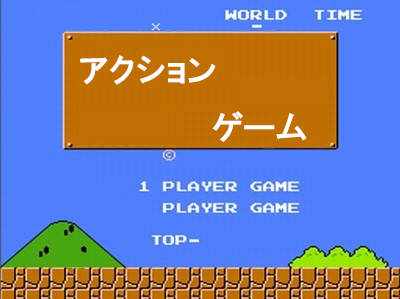 WORLD TIME
×
アクション
ゲーム
©
1 PLAYER GAME
PLAYER GAME
TOP-